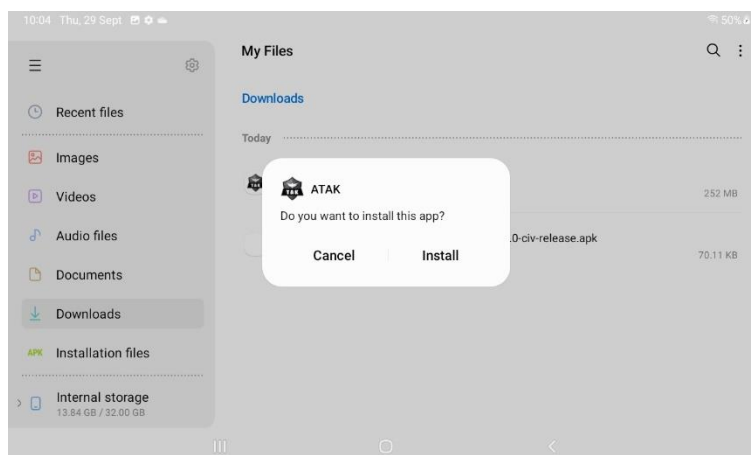 10:04 Thu, 29 Sept
50%
My Files
Recent files
Downloads
Today
Images
TAK
ATAK
252 MB
Videos
Do you want to install this app?
Audio files
.0-civ-release.apk
Cancel
Install
70.11 KB
Documents
Downloads
APK
Installation files
Internal storage
13.84 GB / 32.00 GB